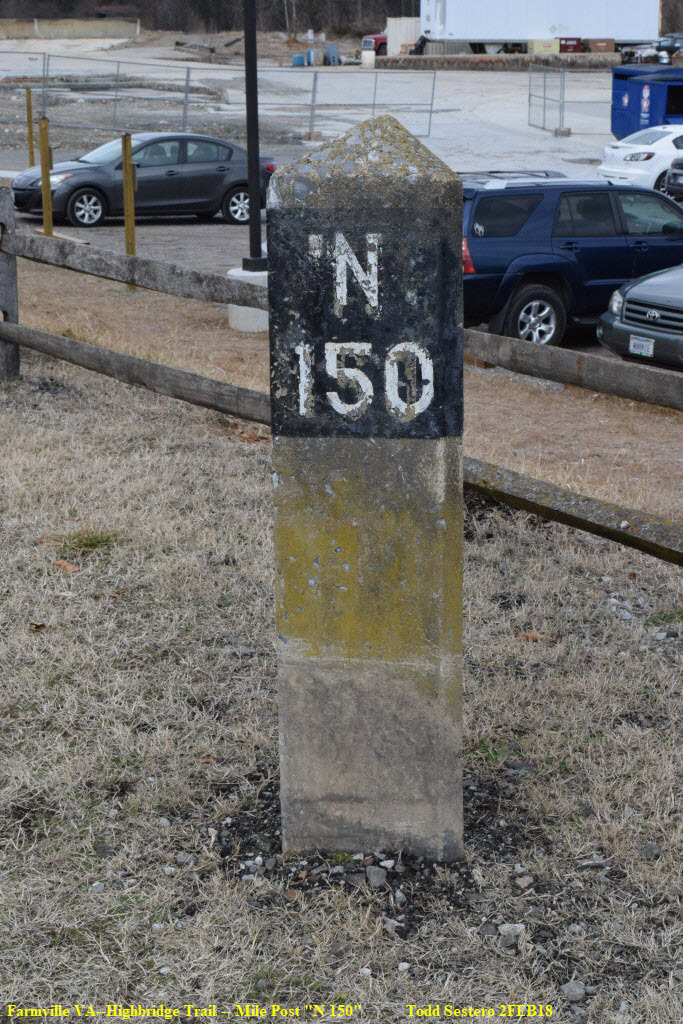 N
150
Farmville VA--Highbridge Trail -- Mile Post "N 150" Todd Sestero 2FEB18